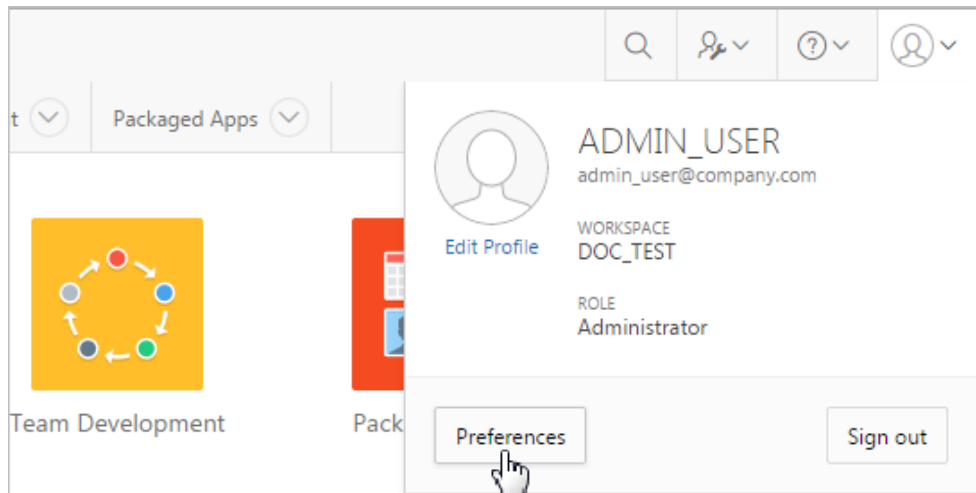 t
Packaged Apps
ADMIN_USER
admin_user@company.com
Edit Profile
WORKSPACE
DOC_TEST
ROLE
Administrator
Team Development
Pack
Preferences
Sign out